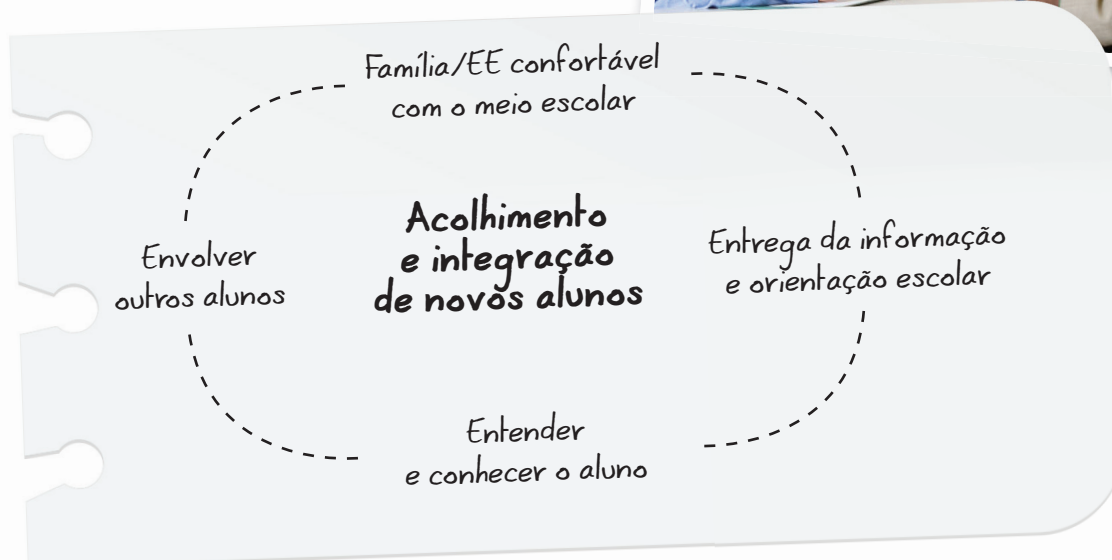 Família/EE confortável
com o meio escolar
Acolhimento
e integração
de novos alunos
Entrega da informação
e orientação escolar
Envolver
outros alunos
Entender
e conhecer o aluno